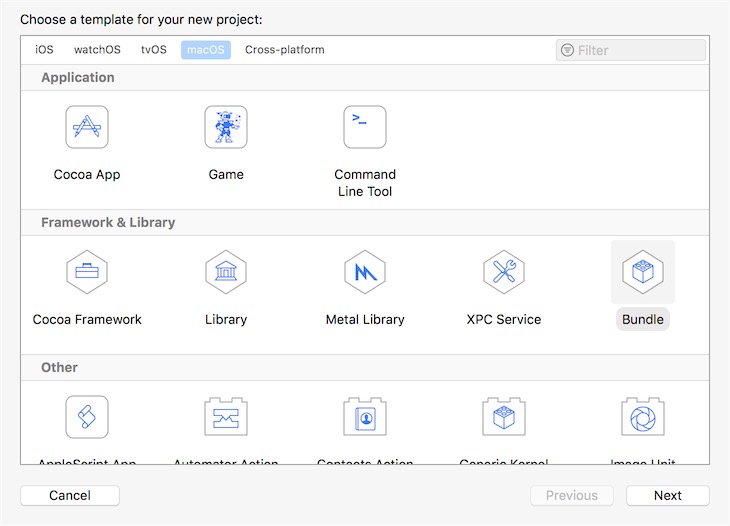 Choose a template for your new project:
iOS watchOS tvOS macOS Cross-platform Filter
Application
Cocoa App Game Command
Line Tool
>_
Framework & Library
Cocoa Framework Library Metal Library XPC Service Bundle
Other
AppleScript App Automator Action Contacts Action Generic Kernel Image Unit
Cancel Previous Next